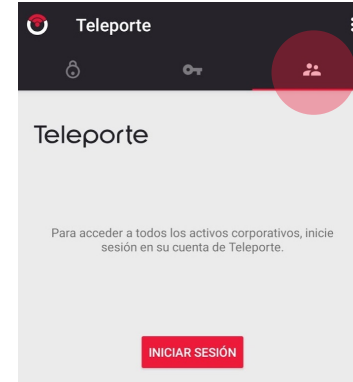 Teleporte
Teleporte
Para acceder a todos los activos corporativos, inicie
sesión en su cuenta de Teleporte.
INICIAR SESIÓN